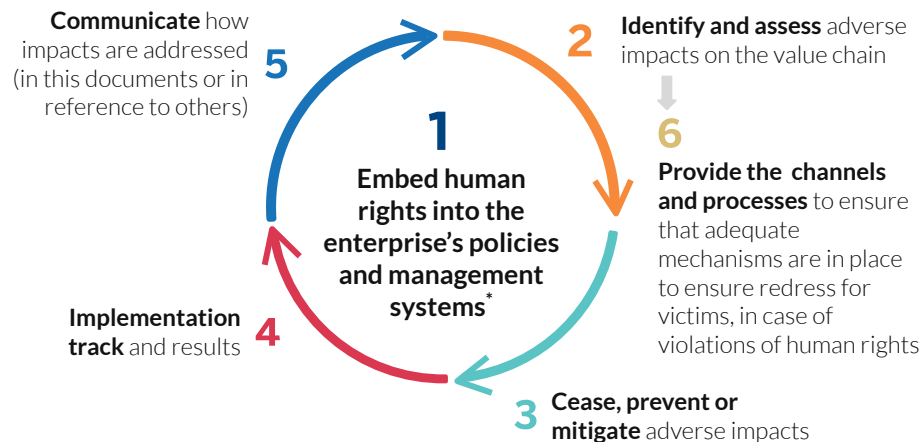 1
Embed human
rights into the
enterprise's policies
and management
systems*
2
Identify and assess adverse
impacts on the value chain
6
Provide the channels
and processes to ensure
that adequate
mechanisms are in place
to ensure redress for
victims, in case of
violations of human rights
3
Cease, prevent or
mitigate adverse impacts
4
Implementation
track and results
5
Communicate how
impacts are addressed
(in this documents or in
reference to others)